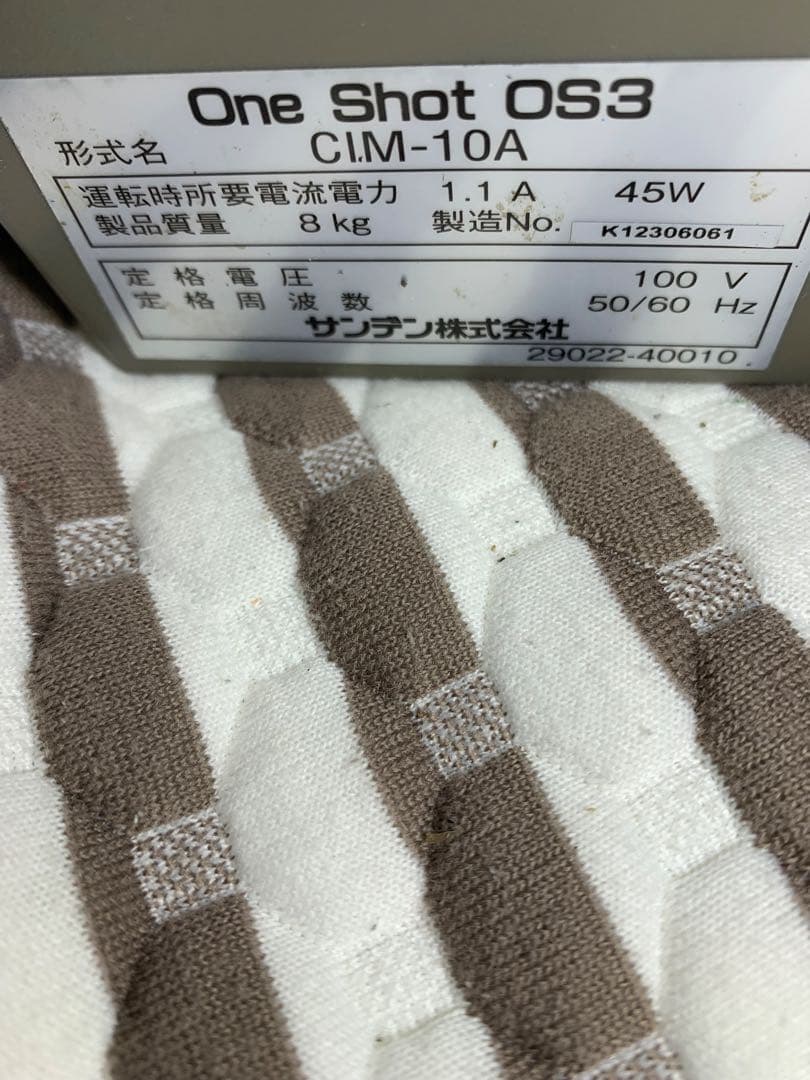 One Shot OS3
形式名 CIM-10A
運転時所要電流電力 1.1 A 45W
製品質量 8 kg 製造No. K12306061
定格電圧 100 V
定格周波数 50/60 Hz
サンデン株式会社
29022-40010